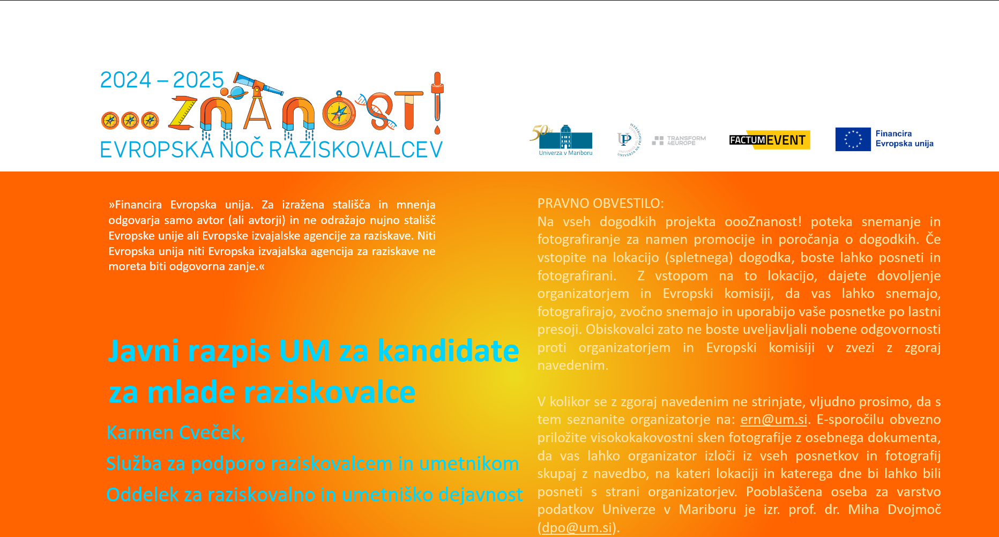 2024 – 2025
...ZNANOST!
EVROPSKA NOČ RAZISKOVALCEV
50 let
Univerza v Mariboru
UP
UNIVERZA NA PRIMORSKEM
TRANSFORM
4EUROPE
FACTUMEVENT
Financira
Evropska unija
»Financira Evropska unija. Za izražena stališča in mnenja
odgovarja samo avtor (ali avtorji) in ne odražajo nujno stališč
Evropske unije ali Evropske izvajalske agencije za raziskave. Niti
Evropska unija niti Evropska izvajalska agencija za raziskave ne
moreta biti odgovorna zanje.«
Javni razpis UM za kandidate
za mlade raziskovalce
Karmen Cveček,
Služba za podporo raziskovalcem in umetnikom
Oddelek za raziskovalno in umetniško dejavnost
PRAVNO OBVESTILO:
Na vseh dogodkih projekta oooZnanost! poteka snemanje in
fotografiranje za namen promocije in poročanja o dogodkih. Če
vstopite na lokacijo (spletnega) dogodka, boste lahko posneti in
fotografirani. Z vstopom na to lokacijo, dajete dovoljenje
organizatorjem in Evropski komisiji, da vas lahko snemajo,
fotografirajo, zvočno snemajo in uporabijo vaše posnetke po lastni
presoji. Obiskovalci zato ne boste uveljavljali nobene odgovornosti
proti organizatorjem in Evropski komisiji v zvezi z zgoraj
navedenim.
V kolikor se z zgoraj navedenim ne strinjate, vljudno prosimo, da s
tem seznanite organizatorje na: ern@um.si. E-sporočilu obvezno
priložite visokokakovostni sken fotografije z osebnega dokumenta,
da vas lahko organizator izloči iz vseh posnetkov in fotografij
skupaj z navedbo, na kateri lokaciji in katerega dne bi lahko bili
posneti s strani organizatorjev. Pooblaščena oseba za varstvo
podatkov Univerze v Mariboru je izr. prof. dr. Miha Dvojmoč
(dpo@um.si).